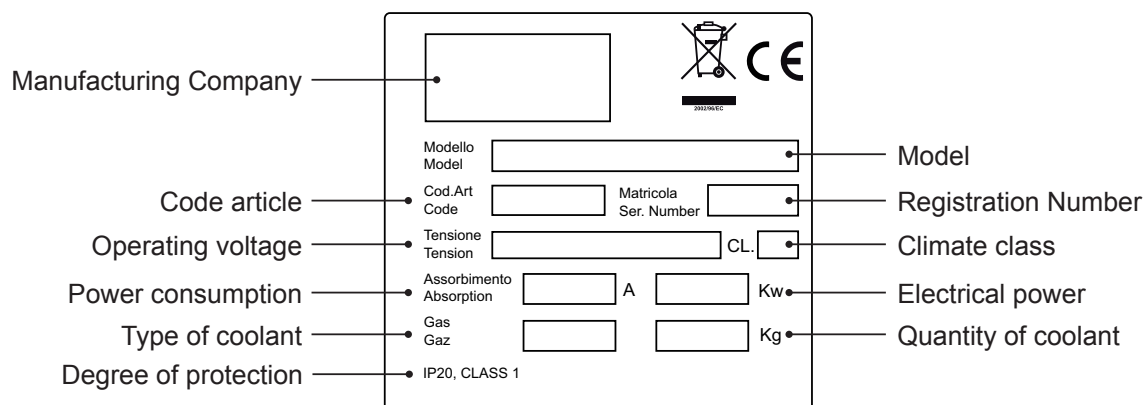 2002/96/EC
Manufacturing Company
Modello
Model
Model
Code article
Cod.Art
Code
Matricola
Ser. Number
Registration Number
Operating voltage
Tensione
Tension
CL.
Climate class
Power consumption
Assorbimento
Absorption
A
Kw
Electrical power
Type of coolant
Gas
Gaz
Kg
Quantity of coolant
Degree of protection
IP20, CLASS 1